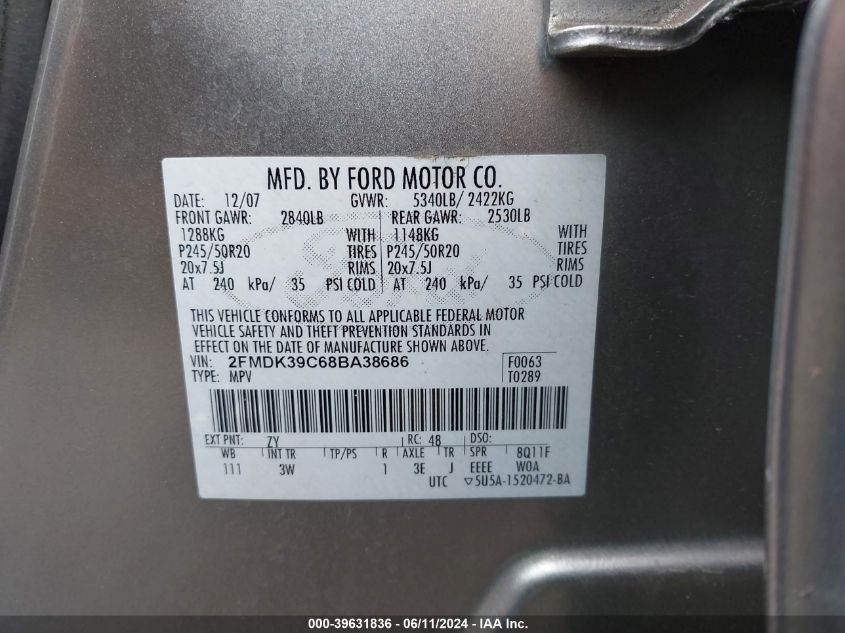 MFD. BY FORD MOTOR CO.
DATE: 12/07 GVWR: 5340LB/ 2422KG
FRONT GAWR: 2840LB REAR GAWR: 2530LB
1288KG WITH 1148KG WITH
P245/50R20 TIRES P245/50R20 TIRES
20x7.5J RIMS 20x7.5J RIMS
AT 240 kPa/ 35 PSI COLD AT 240 kPa/ 35 PSI COLD
THIS VEHICLE CONFORMS TO ALL APPLICABLE FEDERAL MOTOR
VEHICLE SAFETY AND THEFT PREVENTION STANDARDS IN
EFFECT ON THE DATE OF MANUFACTURE SHOWN ABOVE.
VIN: 2FMDK39C68BA38686 F0063
TYPE: MPV T0289
EXT PNT: ZY RC: 48 DSO:
WB INT TR TP/PS R AXLE TR SPR 8Q11F
111 3W 1 3E J EEEE W0A
UTC ▽5U5A-1520472-BA
000-39631836 - 06/11/2024 - IAA Inc.